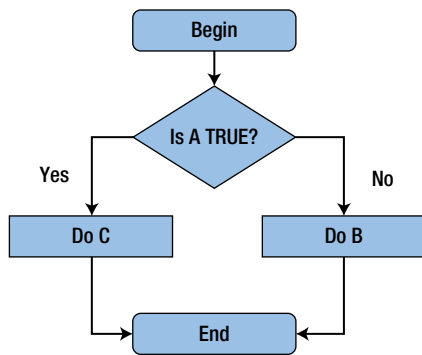 Begin
Is A TRUE?
Yes
No
Do C
Do B
End